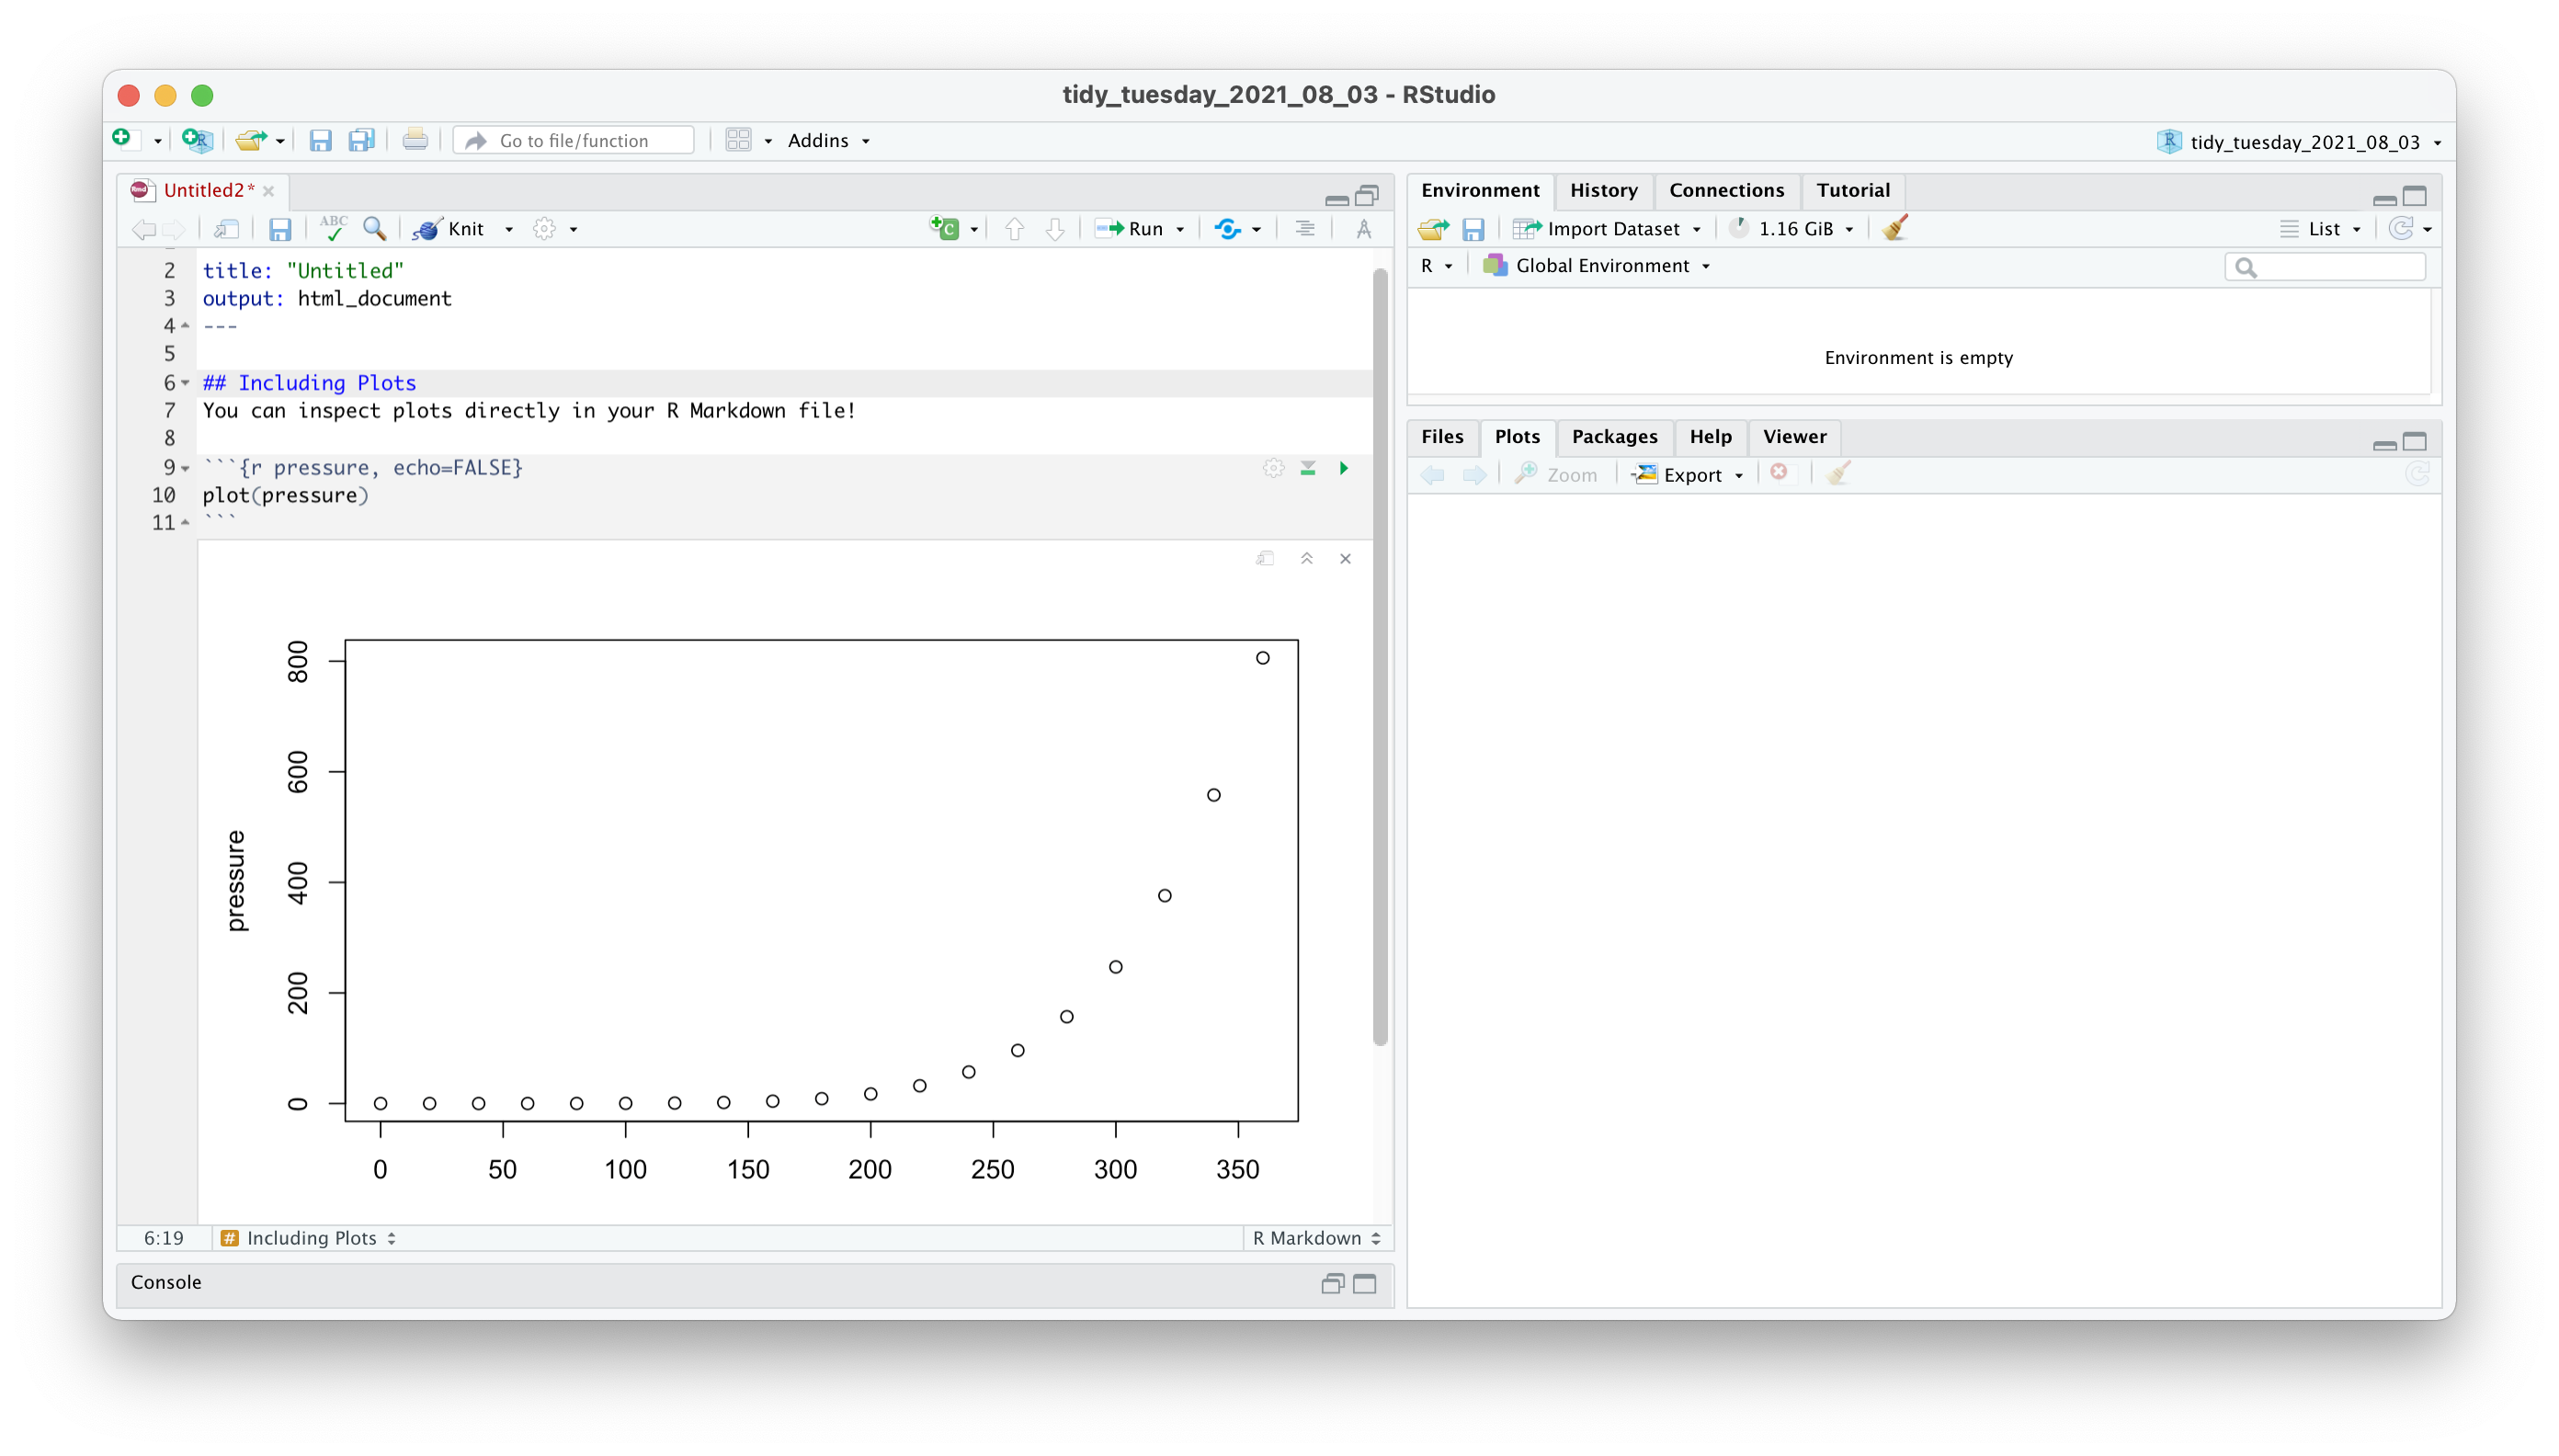 tidy_tuesday_2021_08_03 - RStudio
Go to file/function
Addins
tidy_tuesday_2021_08_03
Untitled2*
ABC
Knit
Run
2 title: "Untitled"
3 output: html_document
4 ---
5
6 ## Including Plots
7 You can inspect plots directly in your R Markdown file!
8
9 ```{r pressure, echo=FALSE}
10 plot(pressure)
11 ```
800
600
400
200
0
pressure
0 50 100 150 200 250 300 350
6:19 # Including Plots R Markdown
Console
Environment History Connections Tutorial
Import Dataset 1.16 GiB List
R Global Environment
Environment is empty
Files Plots Packages Help Viewer
Zoom Export